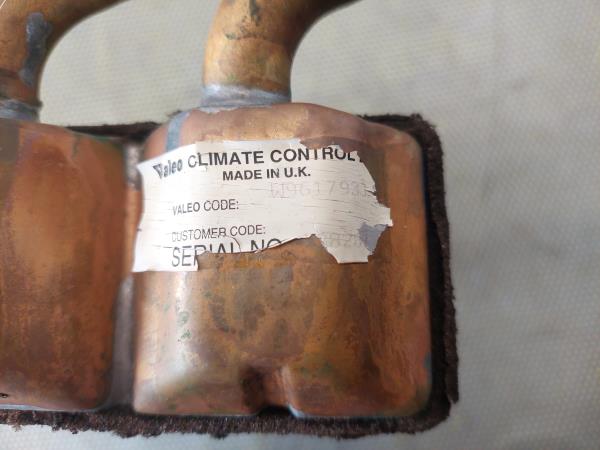 Valeo CLIMATE CONTROL
MADE IN U.K.
VALEO CODE:
CUSTOMER CODE:
SERIAL NO